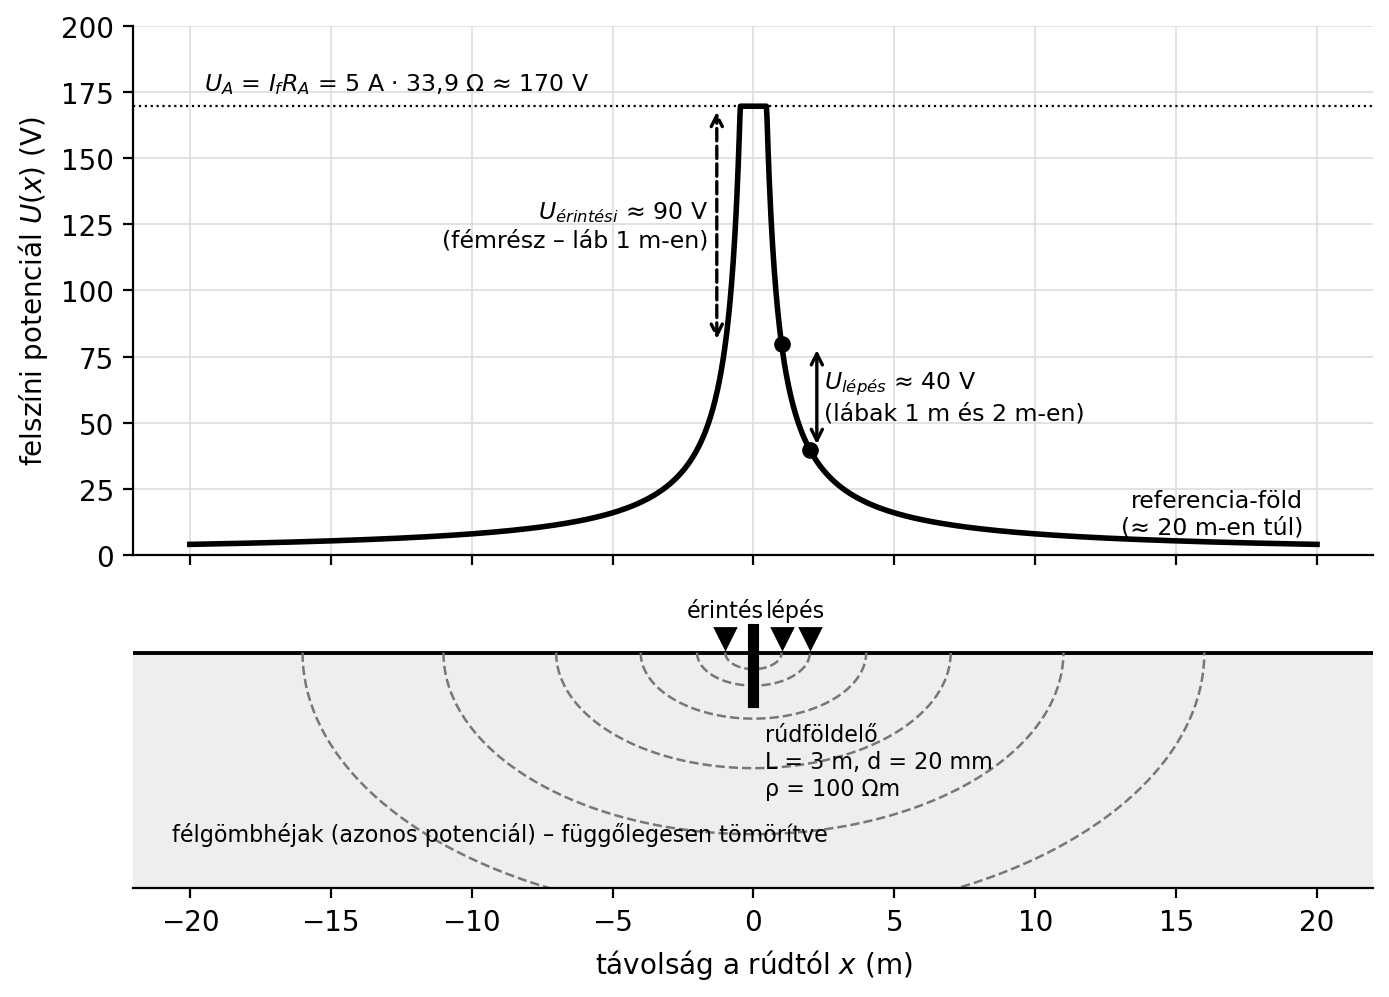 200
175
150
125
100
75
50
25
0
felszíni potenciál U(x) (V)
U_A = I_fR_A = 5 A · 33,9 Ω ≈ 170 V
U_érintési ≈ 90 V
(fémrész – láb 1 m-en)
U_lépés ≈ 40 V
(lábak 1 m és 2 m-en)
referencia-föld
(≈ 20 m-en túl)
érintés lépés
rúdföldelő
L = 3 m, d = 20 mm
ρ = 100 Ωm
félgömbhéjak (azonos potenciál) – függőlegesen tömörítve
−20 −15 −10 −5 0 5 10 15 20
távolság a rúdtól x (m)